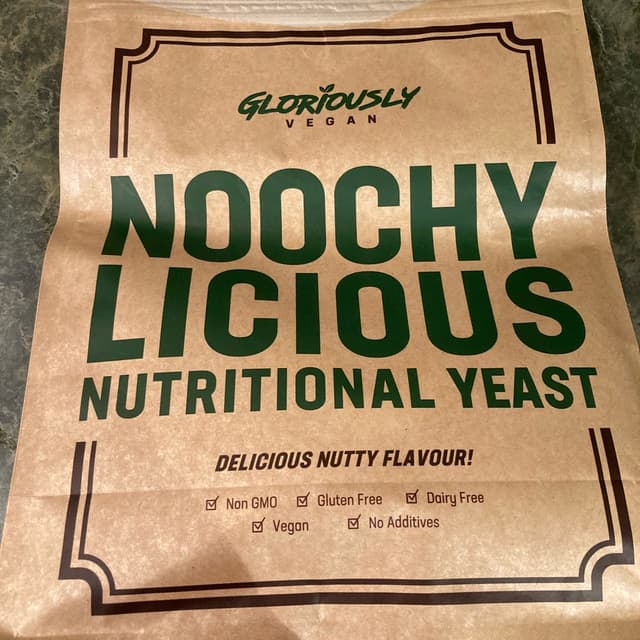 GLORiOUSLY
VEGAN
NOOCHY
LICIOUS
NUTRITIONAL YEAST
DELICIOUS NUTTY FLAVOUR!
Non GMO Gluten Free Dairy Free
Vegan No Additives